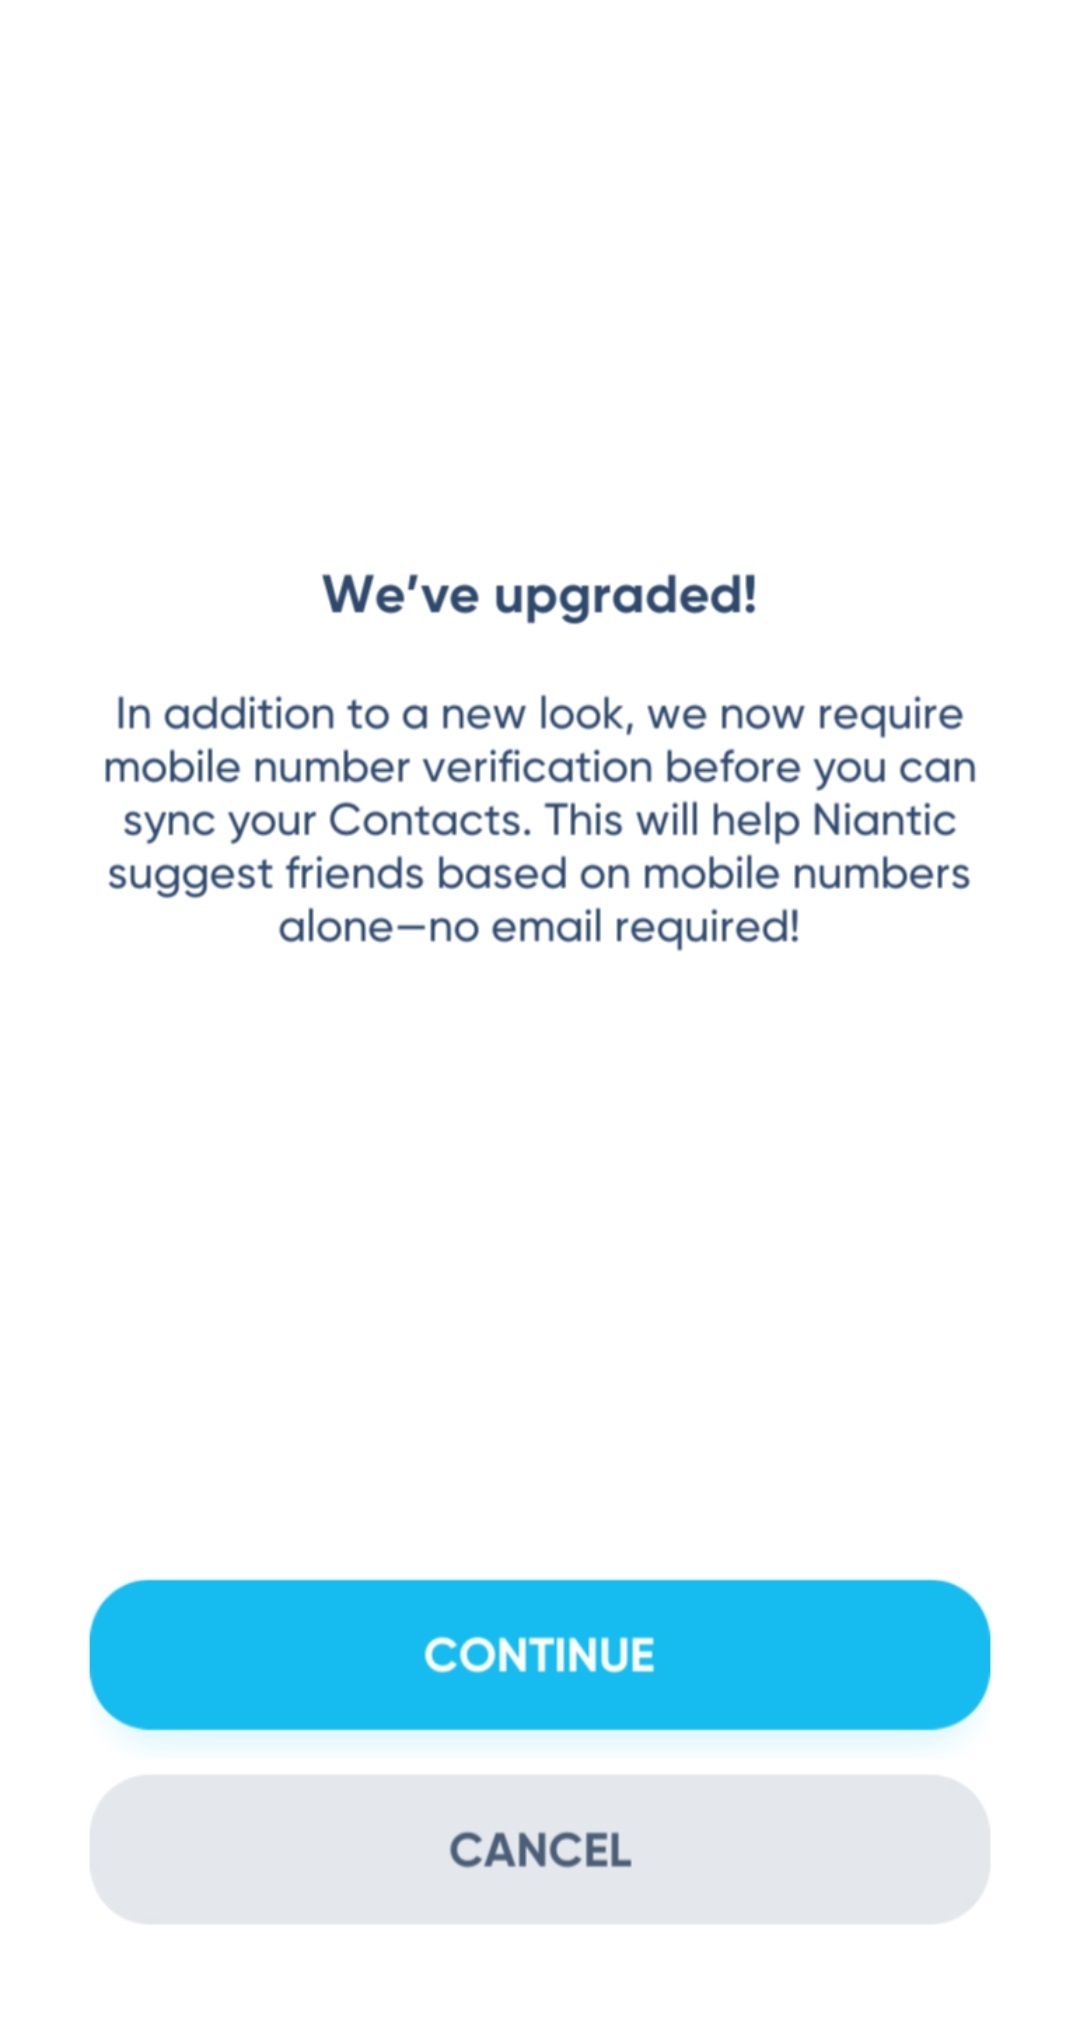 We’ve upgraded!
In addition to a new look, we now require
mobile number verification before you can
sync your Contacts. This will help Niantic
suggest friends based on mobile numbers
alone—no email required!
CONTINUE
CANCEL